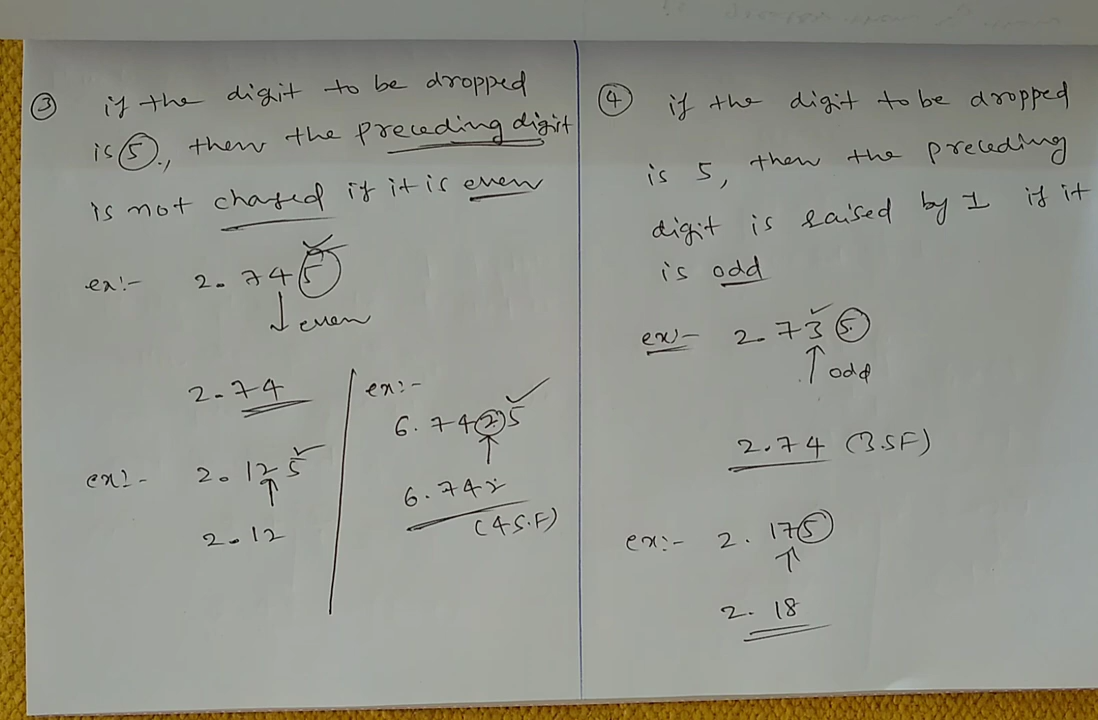 ③ if the digit to be dropped
is 5., then the preceding digit
is not changed if it is even
ex:- 2.745
even
2.74
ex:- 2.125
2.12
ex:-
6.7425
6.742
(4 S.F)
④ if the digit to be dropped
is 5, then the preceding
digit is raised by 1 if it
is odd
ex:- 2.735
odd
2.74 (3.SF)
ex:- 2.175
2.18